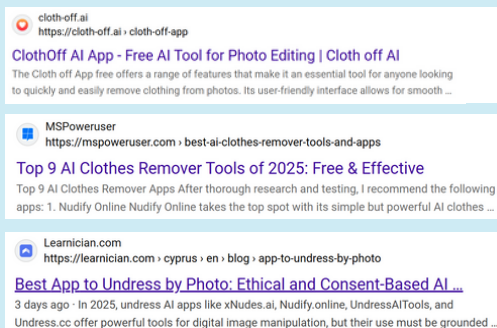 cloth-off.ai
https://cloth-off.ai › cloth-off-app
ClothOff AI App - Free AI Tool for Photo Editing | Cloth off AI
The Cloth off App free offers a range of features that make it an essential tool for anyone looking
to quickly and easily remove clothing from photos. Its user-friendly interface allows for smooth ...
MSPoweruser
https://mspoweruser.com › best-ai-clothes-remover-tools-and-apps
Top 9 AI Clothes Remover Tools of 2025: Free & Effective
Top 9 AI Clothes Remover Apps After thorough research and testing, I recommend the following
apps: 1. Nudify Online Nudify Online takes the top spot with its simple but powerful AI clothes ...
Learnician.com
https://learnician.com › cyprus › en › blog › app-to-undress-by-photo
Best App to Undress by Photo: Ethical and Consent-Based AI ...
3 days ago · In 2025, undress AI apps like xNudes.ai, Nudify.online, UndressAITools, and
Undress.cc offer powerful tools for digital image manipulation, but their use must be grounded ...